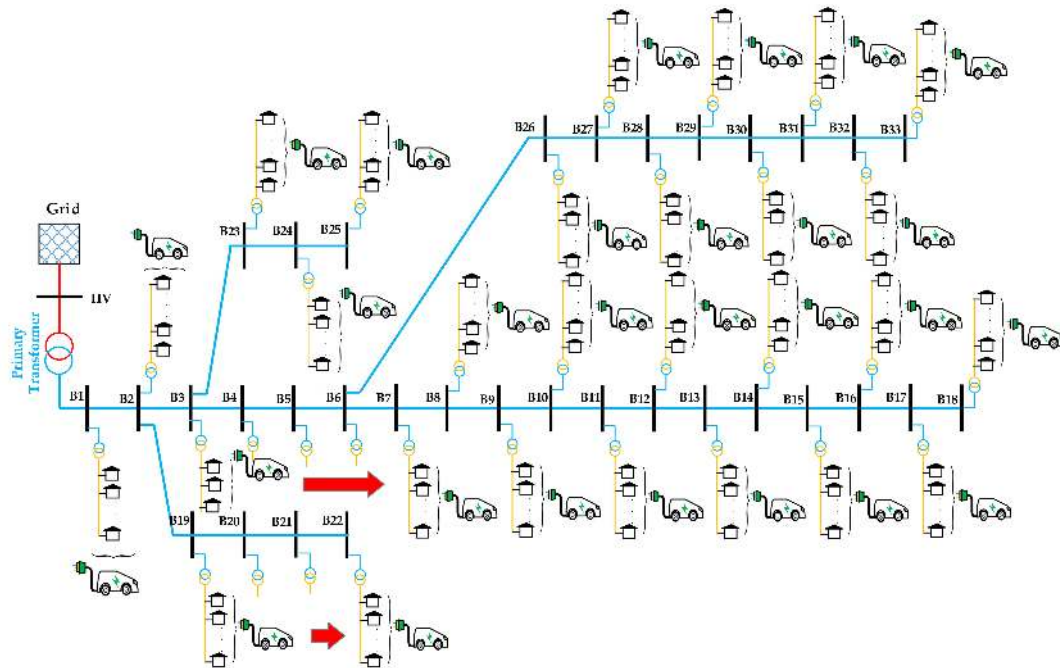 B26
B27
B28
B29
B30
B31
B32
B33
Grid
B23
B24
B25
HV
Primary
Transformer
B1
B2
B3
B4
B5
B6
B7
B8
B9
B10
B11
B12
B13
B14
B15
B16
B17
B18
B19
B20
B21
B22